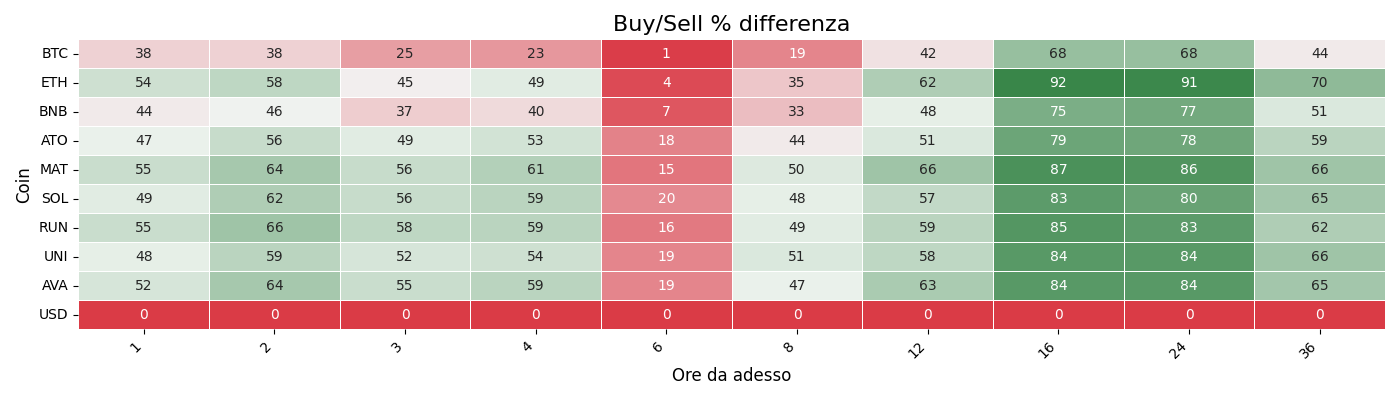 Buy/Sell % differenza
BTC 38 38 25 23 1 19 42 68 68 44
ETH 54 58 45 49 4 35 62 92 91 70
BNB 44 46 37 40 7 33 48 75 77 51
ATO 47 56 49 53 18 44 51 79 78 59
MAT 55 64 56 61 15 50 66 87 86 66
SOL 49 62 56 59 20 48 57 83 80 65
RUN 55 66 58 59 16 49 59 85 83 62
UNI 48 59 52 54 19 51 58 84 84 66
AVA 52 64 55 59 19 47 63 84 84 65
USD 0 0 0 0 0 0 0 0 0 0
1 2 3 4 6 8 12 16 24 36
Coin
Ore da adesso